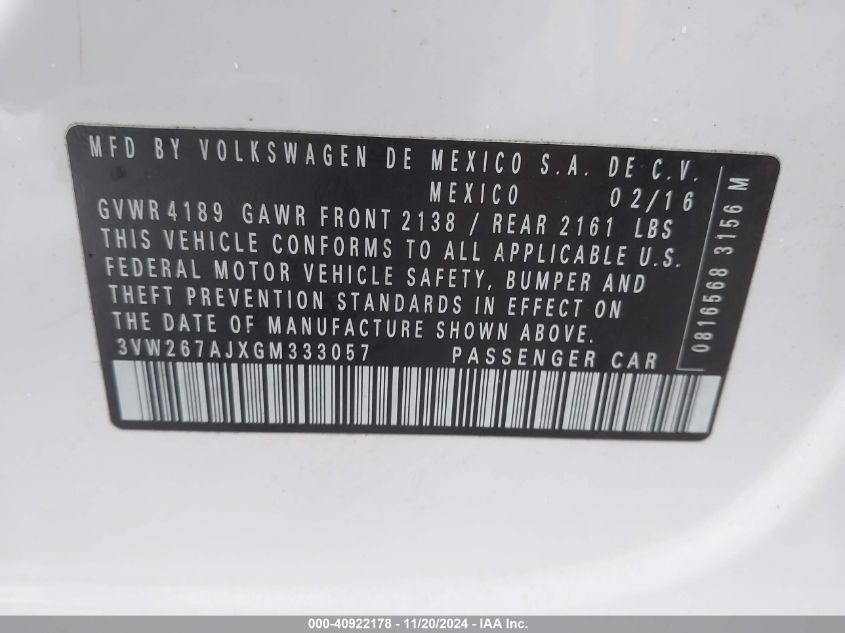 MFD BY VOLKSWAGEN DE MEXICO S.A. DE C.V.
MEXICO 02/16
GVWR 4189 GAWR FRONT 2138 / REAR 2161 LBS
THIS VEHICLE CONFORMS TO ALL APPLICABLE U.S.
FEDERAL MOTOR VEHICLE SAFETY, BUMPER AND
THEFT PREVENTION STANDARDS IN EFFECT ON
THE DATE OF MANUFACTURE SHOWN ABOVE.
3VW267AJXGM333057 PASSENGER CAR
0816568 3156 M
000-40922178 - 11/20/2024 - IAA Inc.